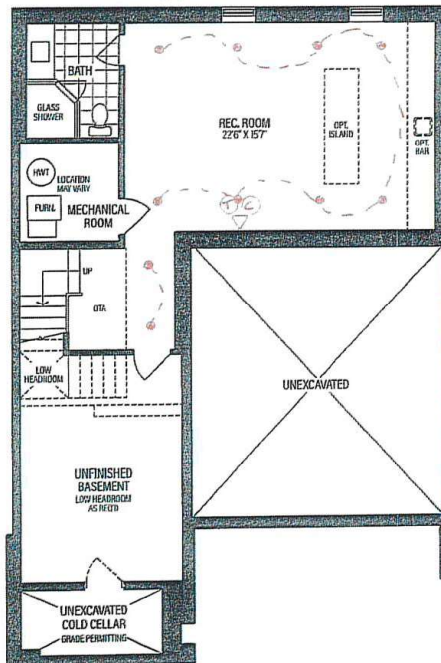 BATH
GLASS
SHOWER
REC. ROOM
22'6" X 15'7"
OPT.
ISLAND
OPT.
BAR
HWT
LOCATION
MAY VARY
FURN.
MECHANICAL
ROOM
UP
OTA
LOW
HEADROOM
UNEXCAVATED
UNFINISHED
BASEMENT
LOW HEADROOM
AS REQ'D
UNEXCAVATED
COLD CELLAR
GRADE PERMITTING